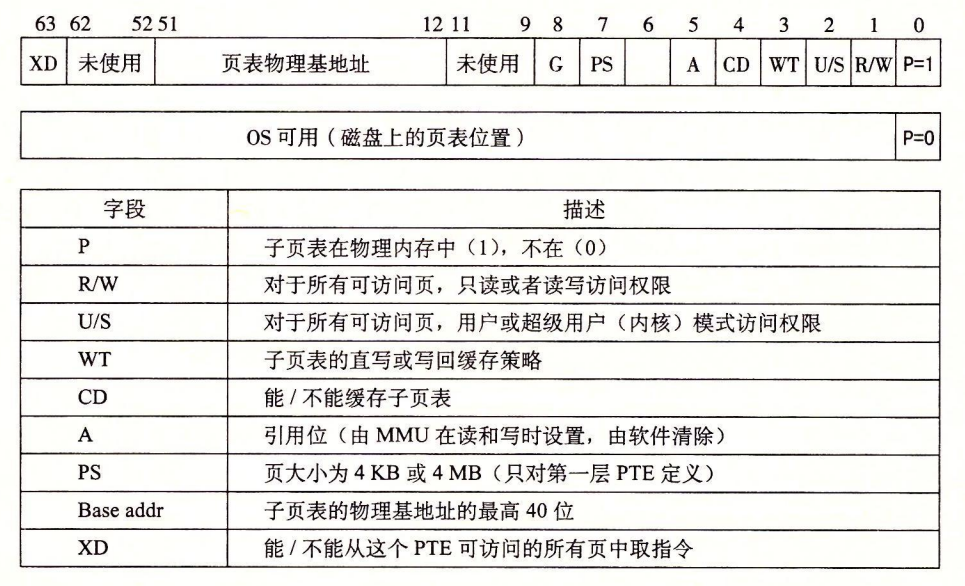 63 62 52 51 12 11 9 8 7 6 5 4 3 2 1 0
XD 未使用 页表物理基地址 未使用 G PS A CD WT U/S R/W P=1
OS 可用（磁盘上的页表位置） P=0
字段 描述
P 子页表在物理内存中（1），不在（0）
R/W 对于所有可访问页，只读或者读写访问权限
U/S 对于所有可访问页，用户或超级用户（内核）模式访问权限
WT 子页表的直写或写回缓存策略
CD 能 / 不能缓存子页表
A 引用位（由 MMU 在读和写时设置，由软件清除）
PS 页大小为 4 KB 或 4 MB（只对第一层 PTE 定义）
Base addr 子页表的物理基地址的最高 40 位
XD 能 / 不能从这个 PTE 可访问的所有页中取指令